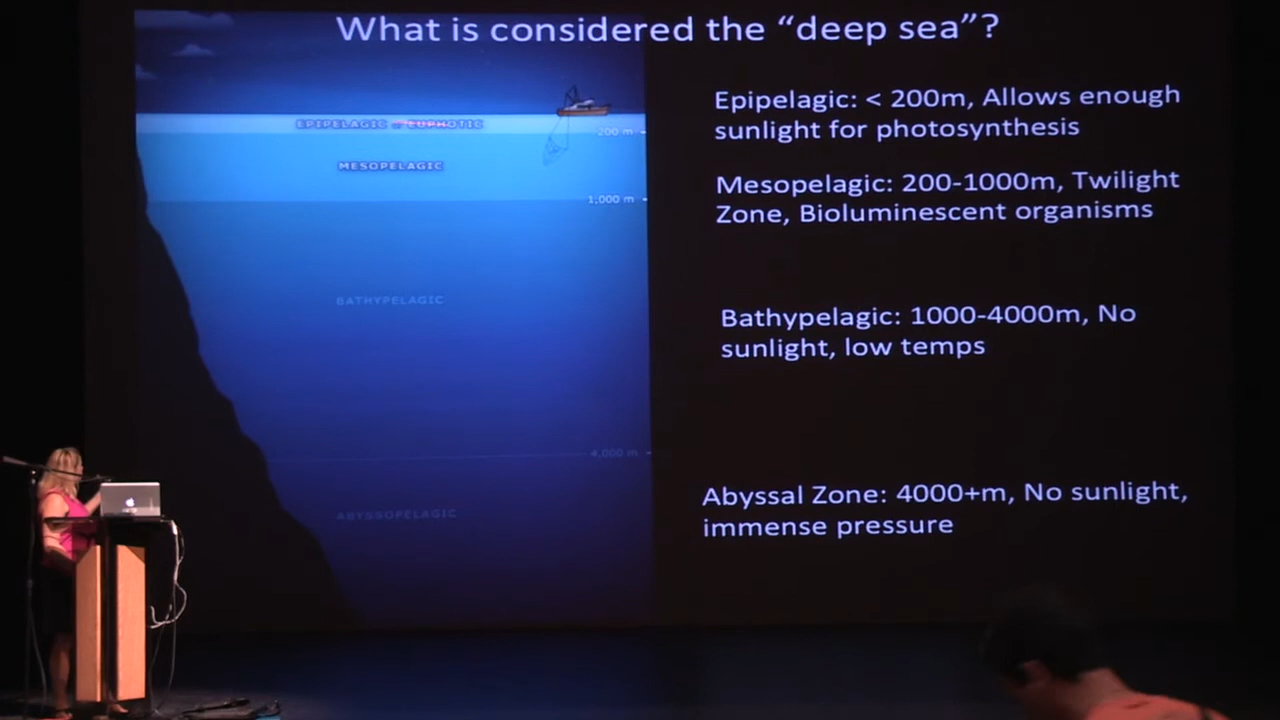 What is considered the “deep sea”?
Epipelagic: < 200m, Allows enough
sunlight for photosynthesis
EPIPELAGIC
200 m
MESOPELAGIC
Mesopelagic: 200-1000m, Twilight
Zone, Bioluminescent organisms
1,000 m
BATHYPELAGIC
Bathypelagic: 1000-4000m, No
sunlight, low temps
4,000 m
ABYSSOPELAGIC
Abyssal Zone: 4000+m, No sunlight,
immense pressure